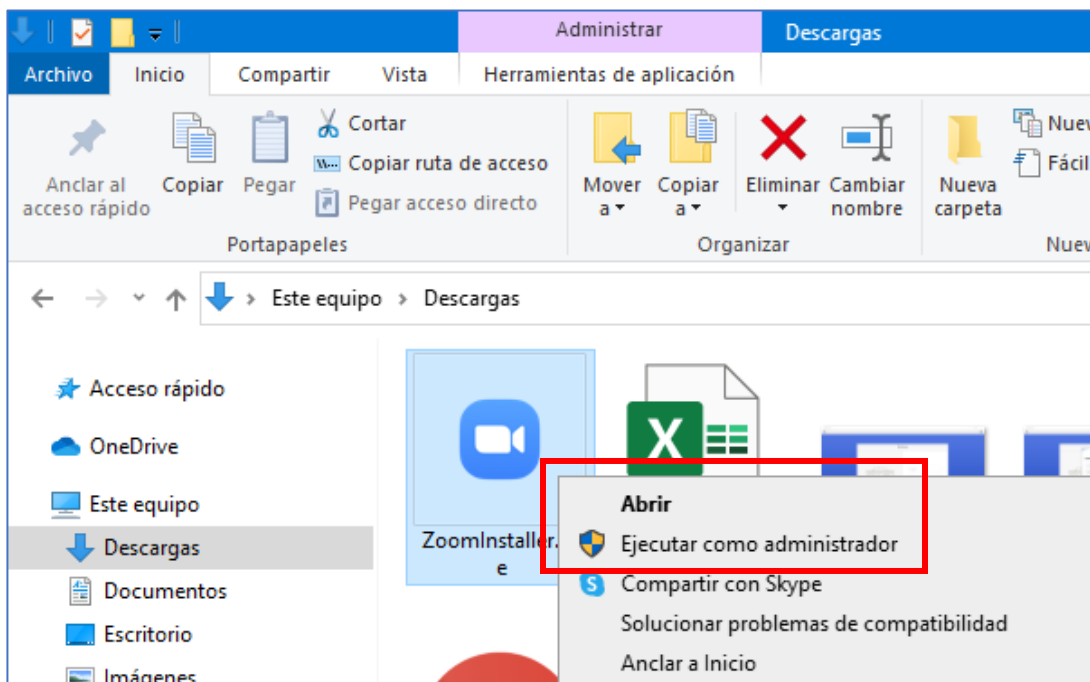 Administrar
Descargas
Archivo
Inicio
Compartir
Vista
Herramientas de aplicación
Anclar al
acceso rápido
Copiar
Pegar
Cortar
Copiar ruta de acceso
Pegar acceso directo
Portapapeles
Mover
a
Copiar
a
Eliminar
Cambiar
nombre
Organizar
Nueva
carpeta
Fácil
Este equipo > Descargas
Acceso rápido
OneDrive
Este equipo
Descargas
Documentos
Escritorio
Imágenes
X
ZoomInstaller.
e
Abrir
Ejecutar como administrador
S
Compartir con Skype
Solucionar problemas de compatibilidad
Anclar a Inicio